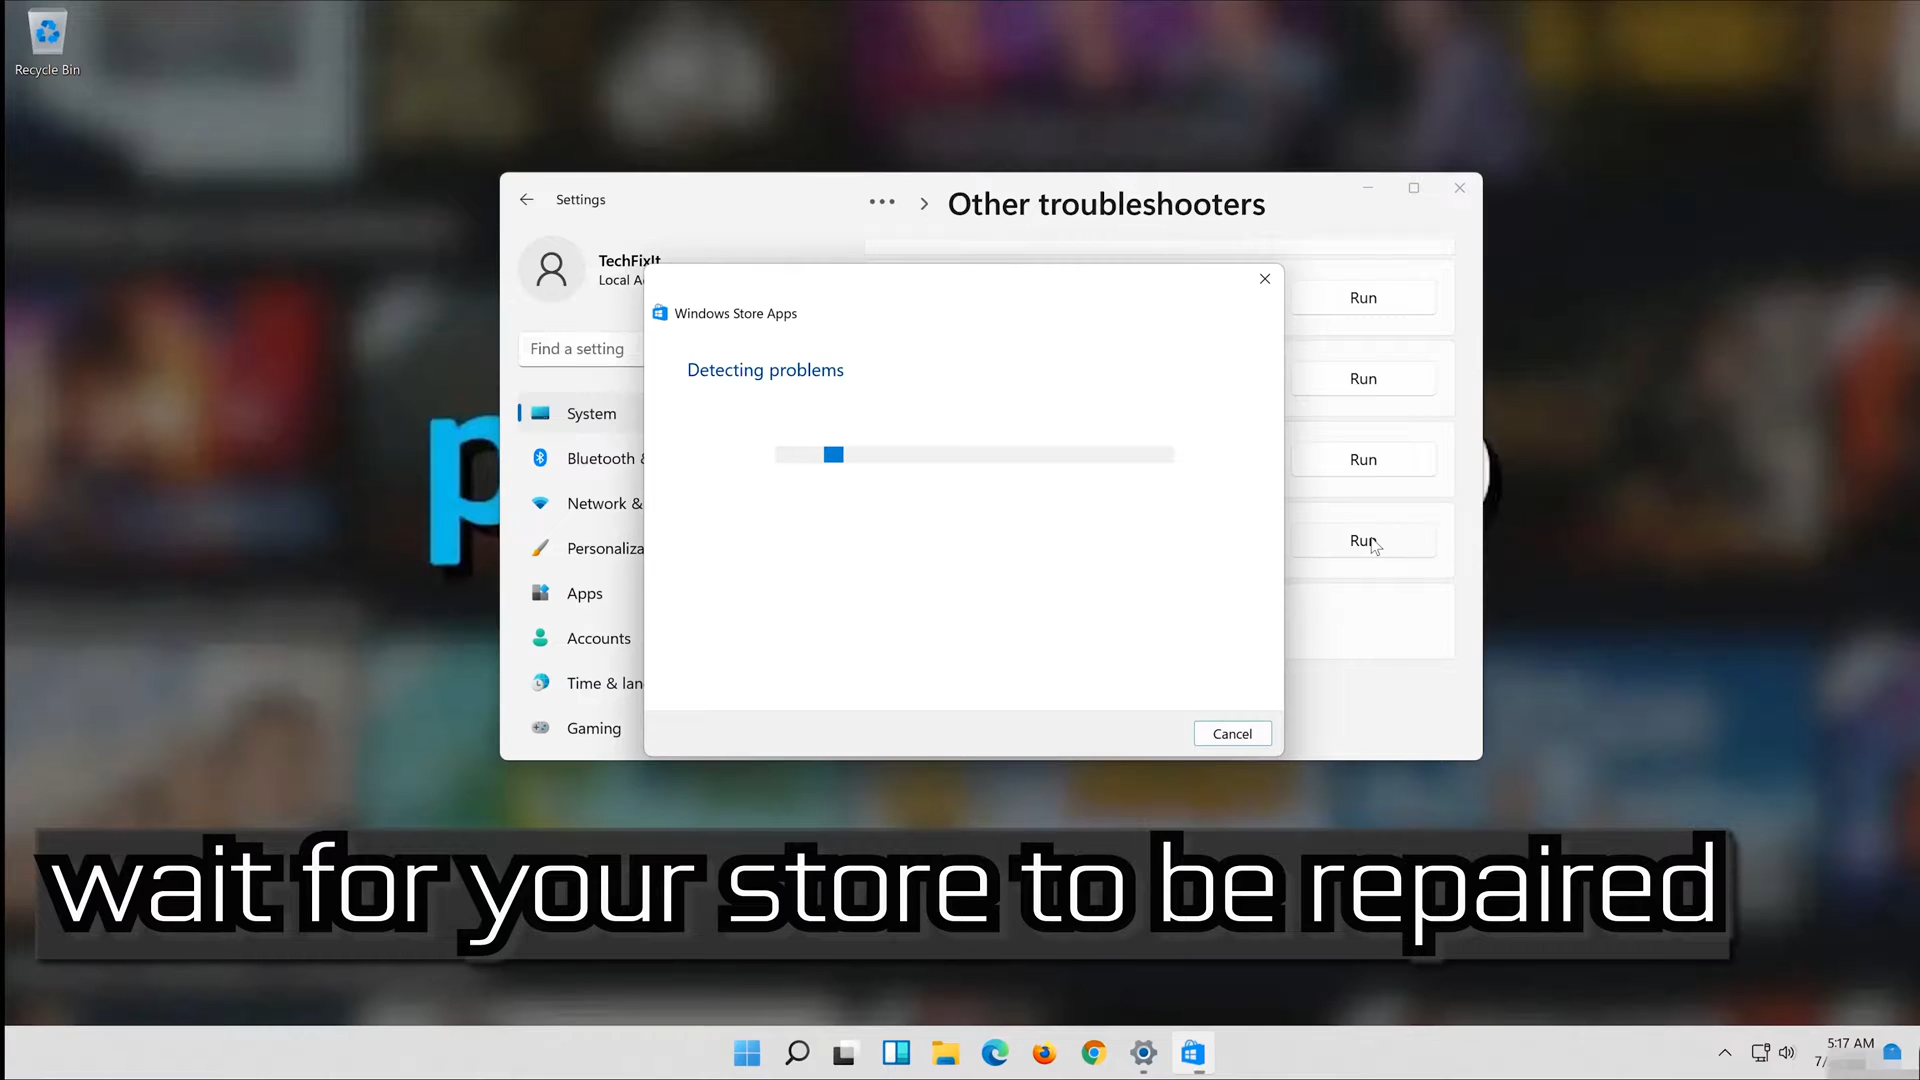 Recycle Bin
Settings
Other troubleshooters
TechFixIt
Local A
Run
Windows Store Apps
Find a setting
Detecting problems
Run
System
Bluetooth &
Run
Network &
Personaliza
Run
Apps
Accounts
Time & lan
Gaming
Cancel
p
wait for your store to be repaired
5:17 AM
7/